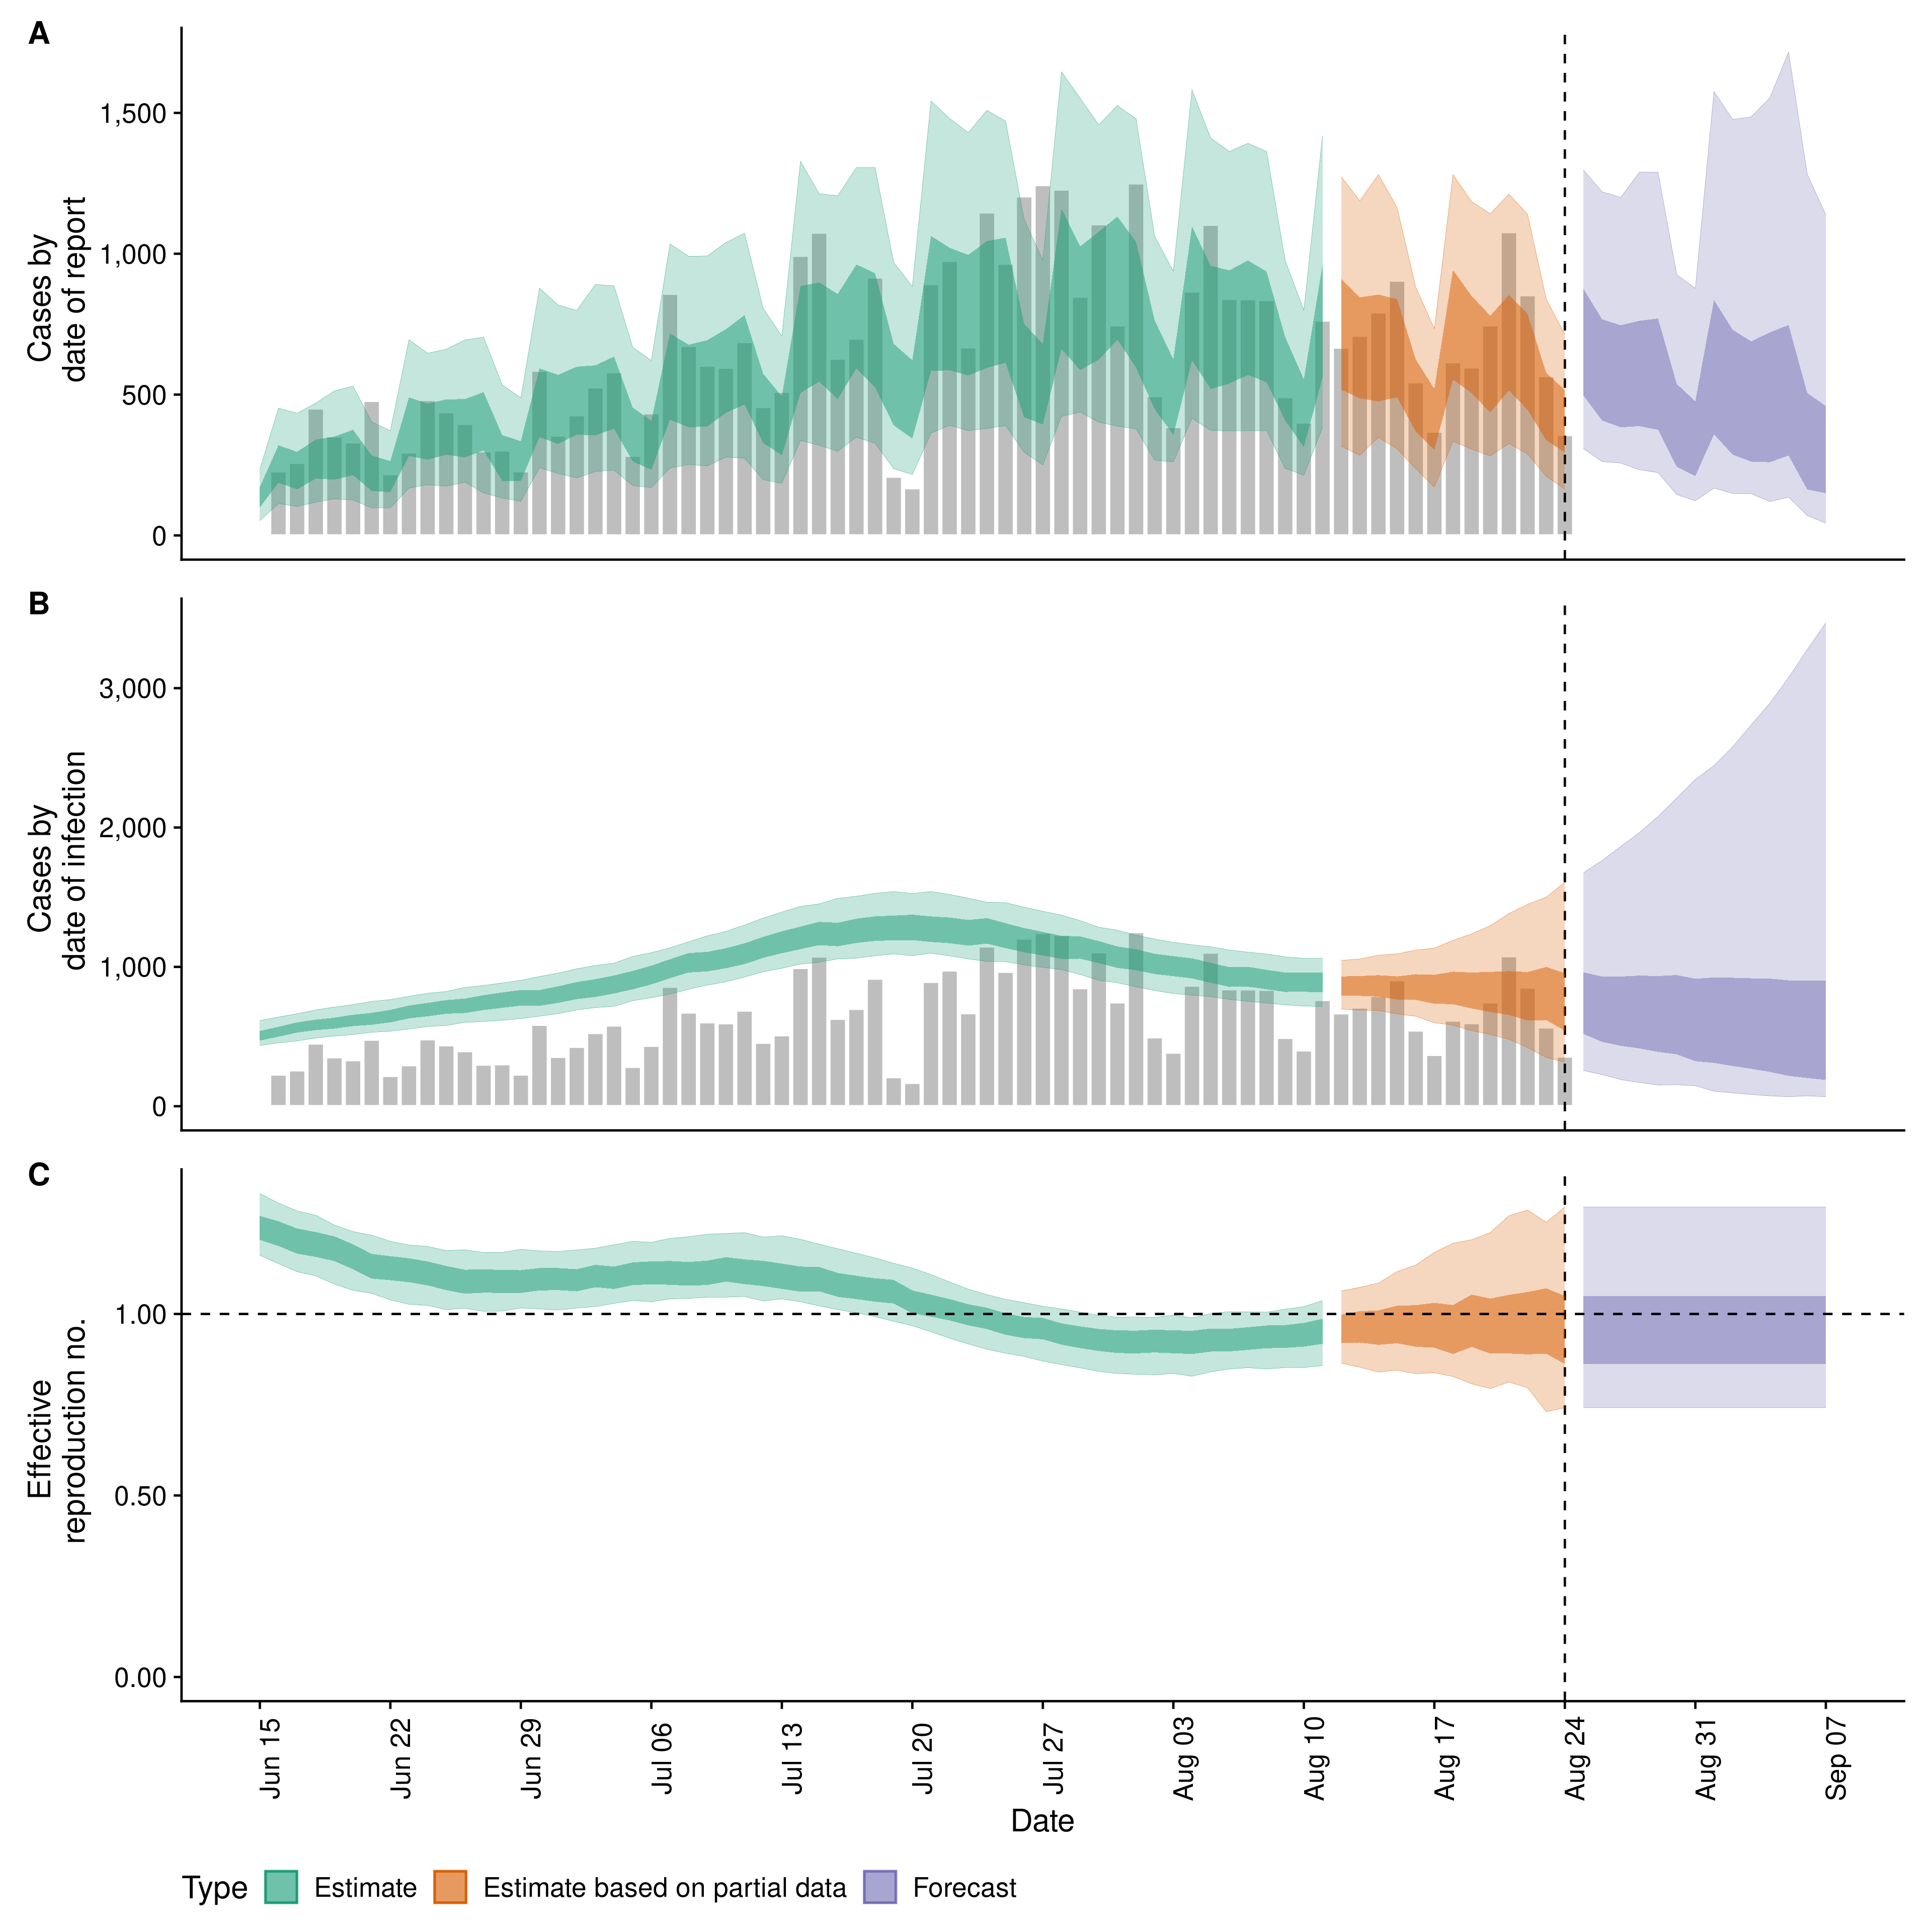 A
Cases by
date of report
1,500
1,000
500
0
B
Cases by
date of infection
3,000
2,000
1,000
0
C
Effective
reproduction no.
1.00
0.50
0.00
Jun 15
Jun 22
Jun 29
Jul 06
Jul 13
Jul 20
Jul 27
Aug 03
Aug 10
Aug 17
Aug 24
Aug 31
Sep 07
Date
Type Estimate Estimate based on partial data Forecast